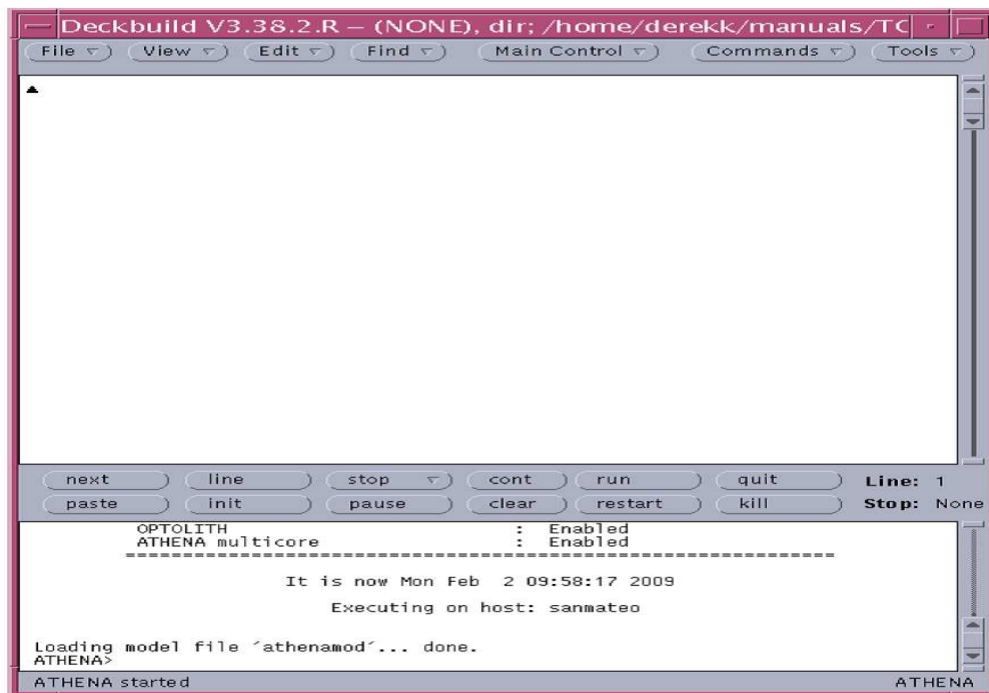 Deckbuild V3.38.2.R – (NONE), dir; /home/derekk/manuals/TC
File View Edit Find Main Control Commands Tools
next line stop cont run quit Line: 1
paste init pause clear restart kill Stop: None
OPTOLITH : Enabled
ATHENA multicore : Enabled
==========================================================================
It is now Mon Feb 2 09:58:17 2009
Executing on host: sanmateo
Loading model file ´athenamod´... done.
ATHENA>
ATHENA started ATHENA